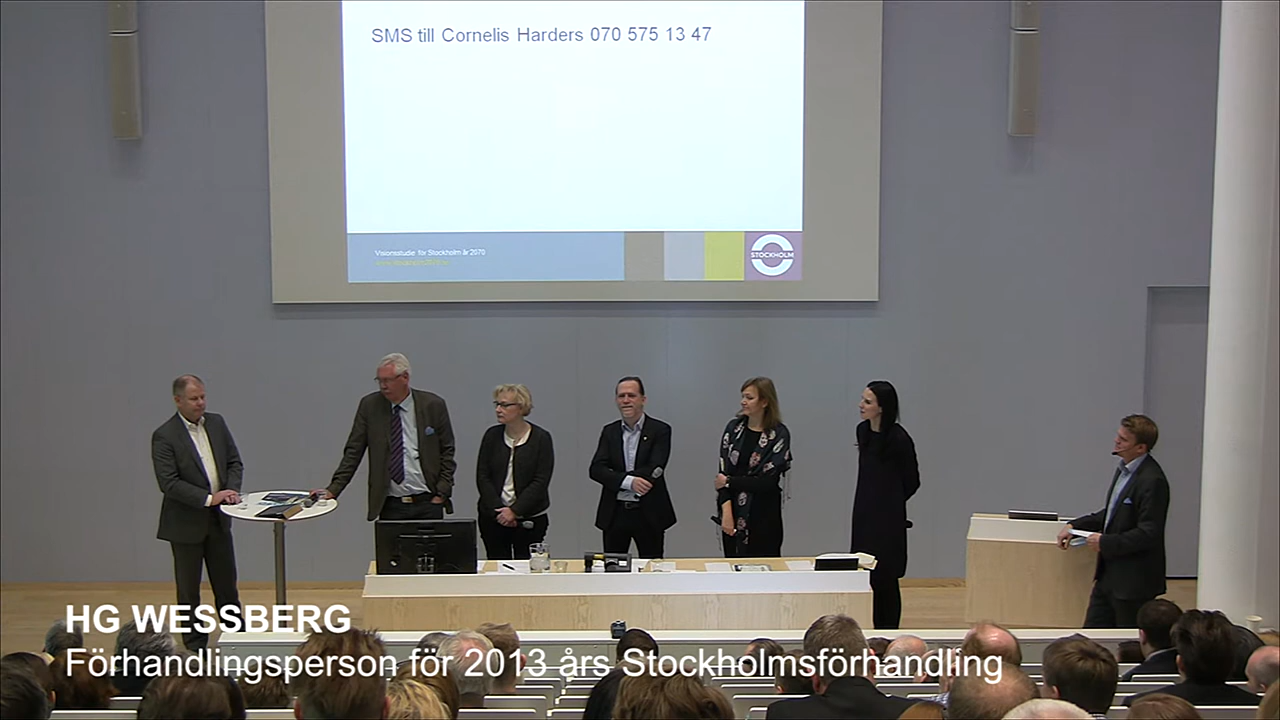 SMS till Cornelis Harders 070 575 13 47
Visionsstudie för Stockholm år 2070
STOCKHOLM
HG WESSBERG
Förhandlingsperson för 2013 års Stockholmsförhandling